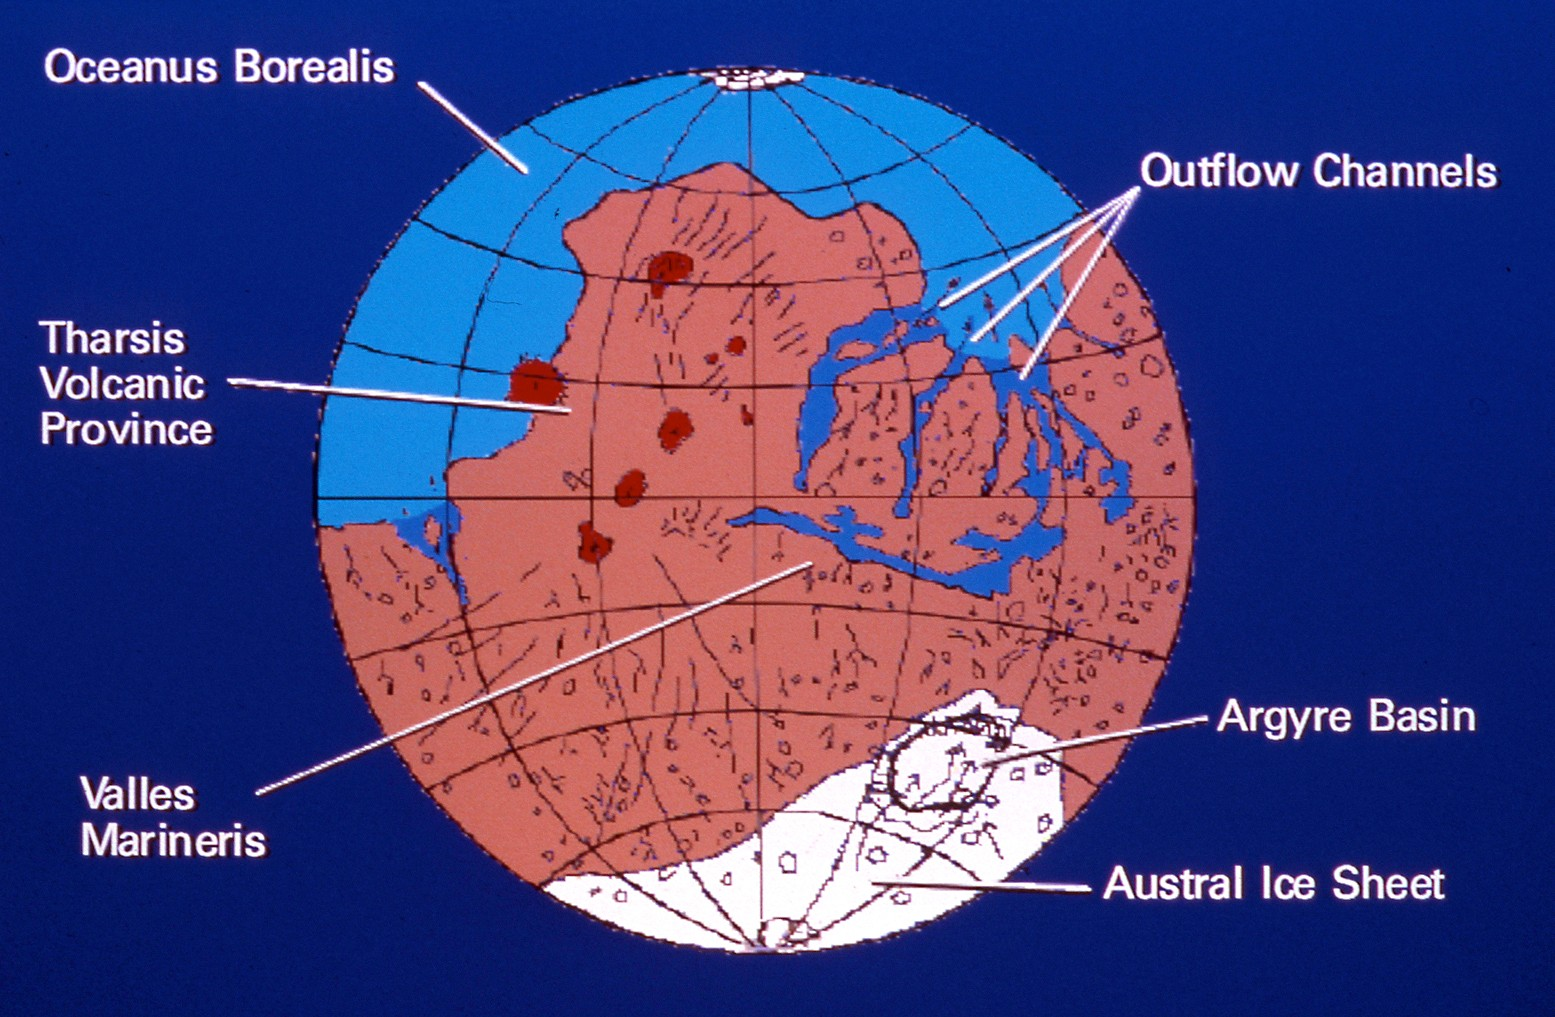 Oceanus Borealis
Outflow Channels
Tharsis
Volcanic
Province
Argyre Basin
Valles
Marineris
Austral Ice Sheet